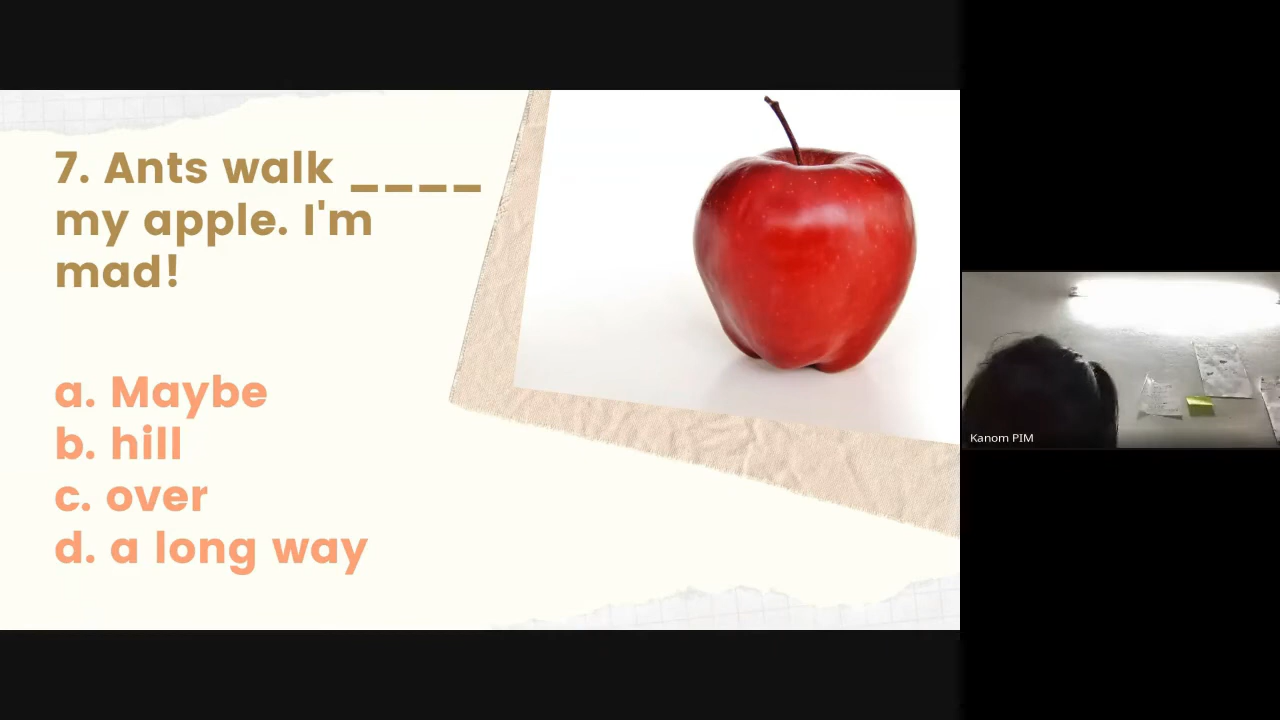 7. Ants walk ____
my apple. I'm
mad!
a. Maybe
b. hill
c. over
d. a long way
Kanom PIM